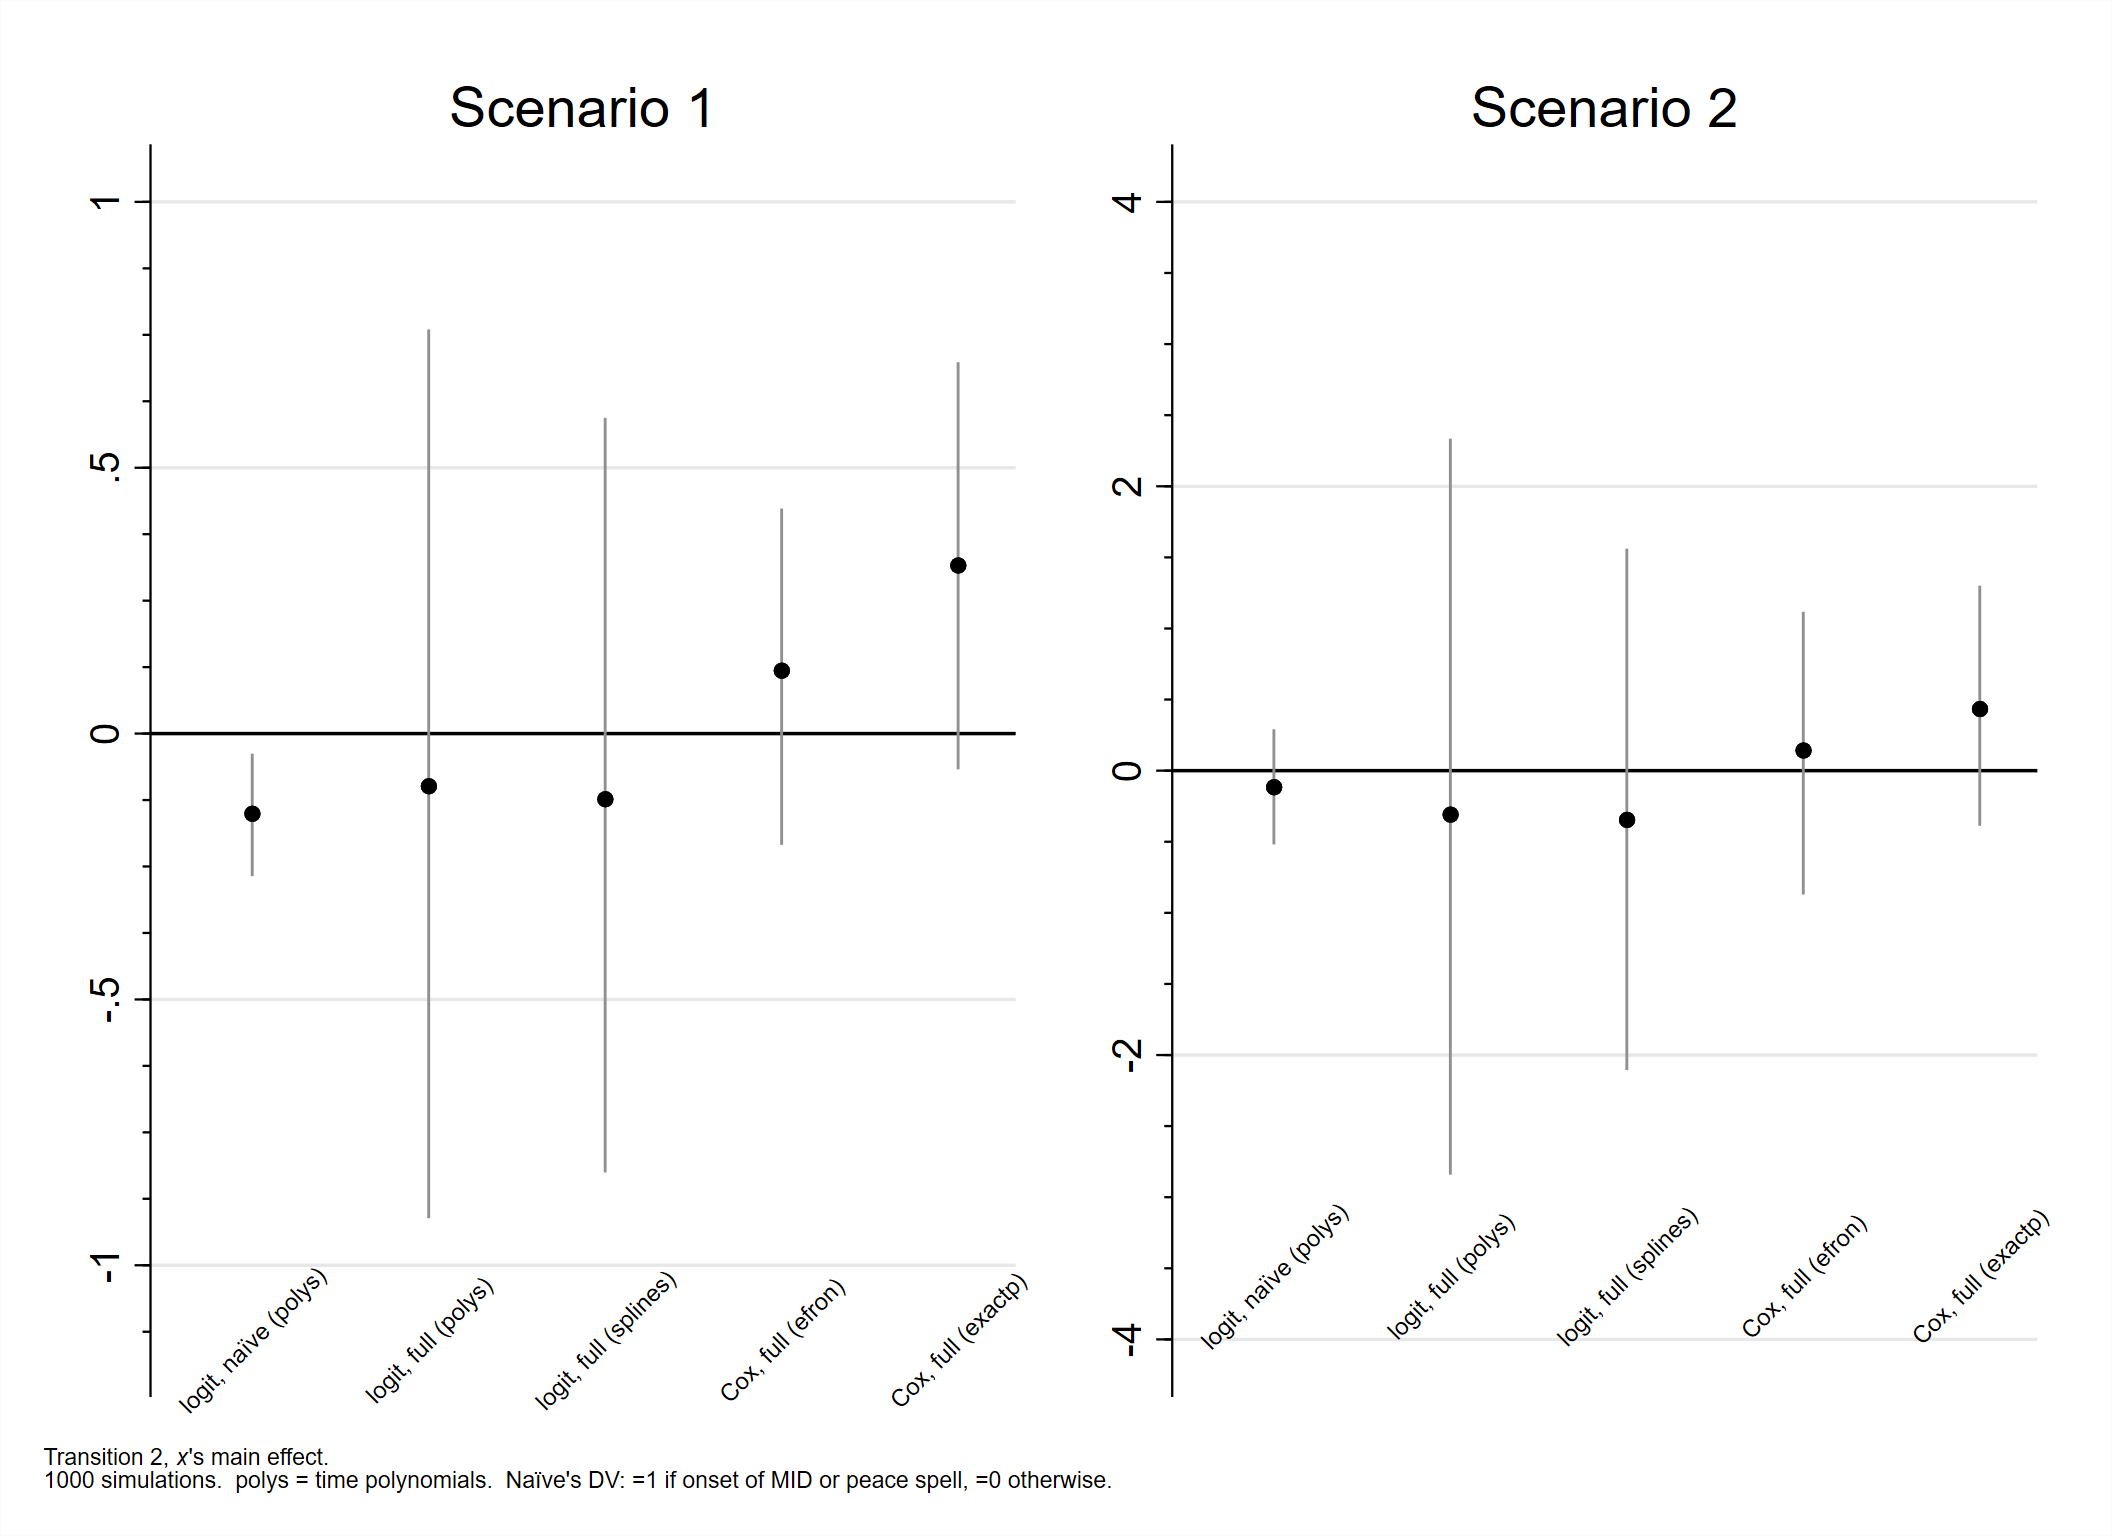 Scenario 1
1
.5
0
-.5
-1
logit, naïve (polys)
logit, full (polys)
logit, full (splines)
Cox, full (efron)
Cox, full (exactp)
Scenario 2
4
2
0
-2
-4
logit, naïve (polys)
logit, full (polys)
logit, full (splines)
Cox, full (efron)
Cox, full (exactp)
Transition 2, x's main effect.
1000 simulations.  polys = time polynomials.  Naïve's DV: =1 if onset of MID or peace spell, =0 otherwise.